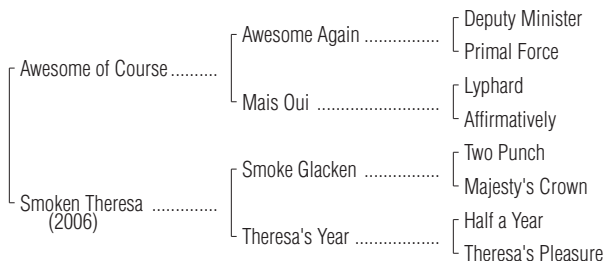 Deputy Minister
Awesome Again ................
Primal Force
Awesome of Course ..........
Lyphard
Mais Oui ..........................
Affirmatively
Two Punch
Smoke Glacken ................
Majesty's Crown
Smoken Theresa .............
(2006)
Half a Year
Theresa's Year ..................
Theresa's Pleasure